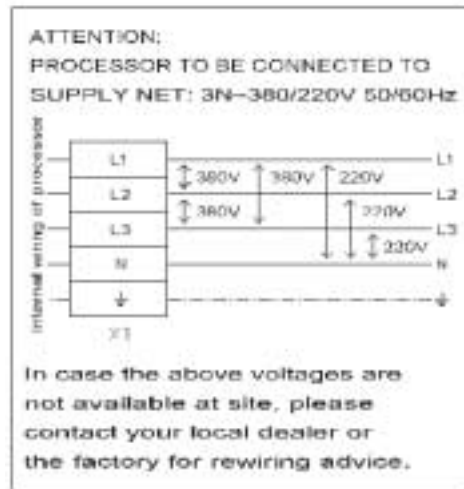 ATTENTION:
PROCESSOR TO BE CONNECTED TO
SUPPLY NET: 3N~380/220V 50/60Hz
Internal wiring of processor
L1 380V 380V 220V L1
L2 380V 220V L2
L3 220V L3
N N
X1
In case the above voltages are
not available at site, please
contact your local dealer or
the factory for rewiring advice.